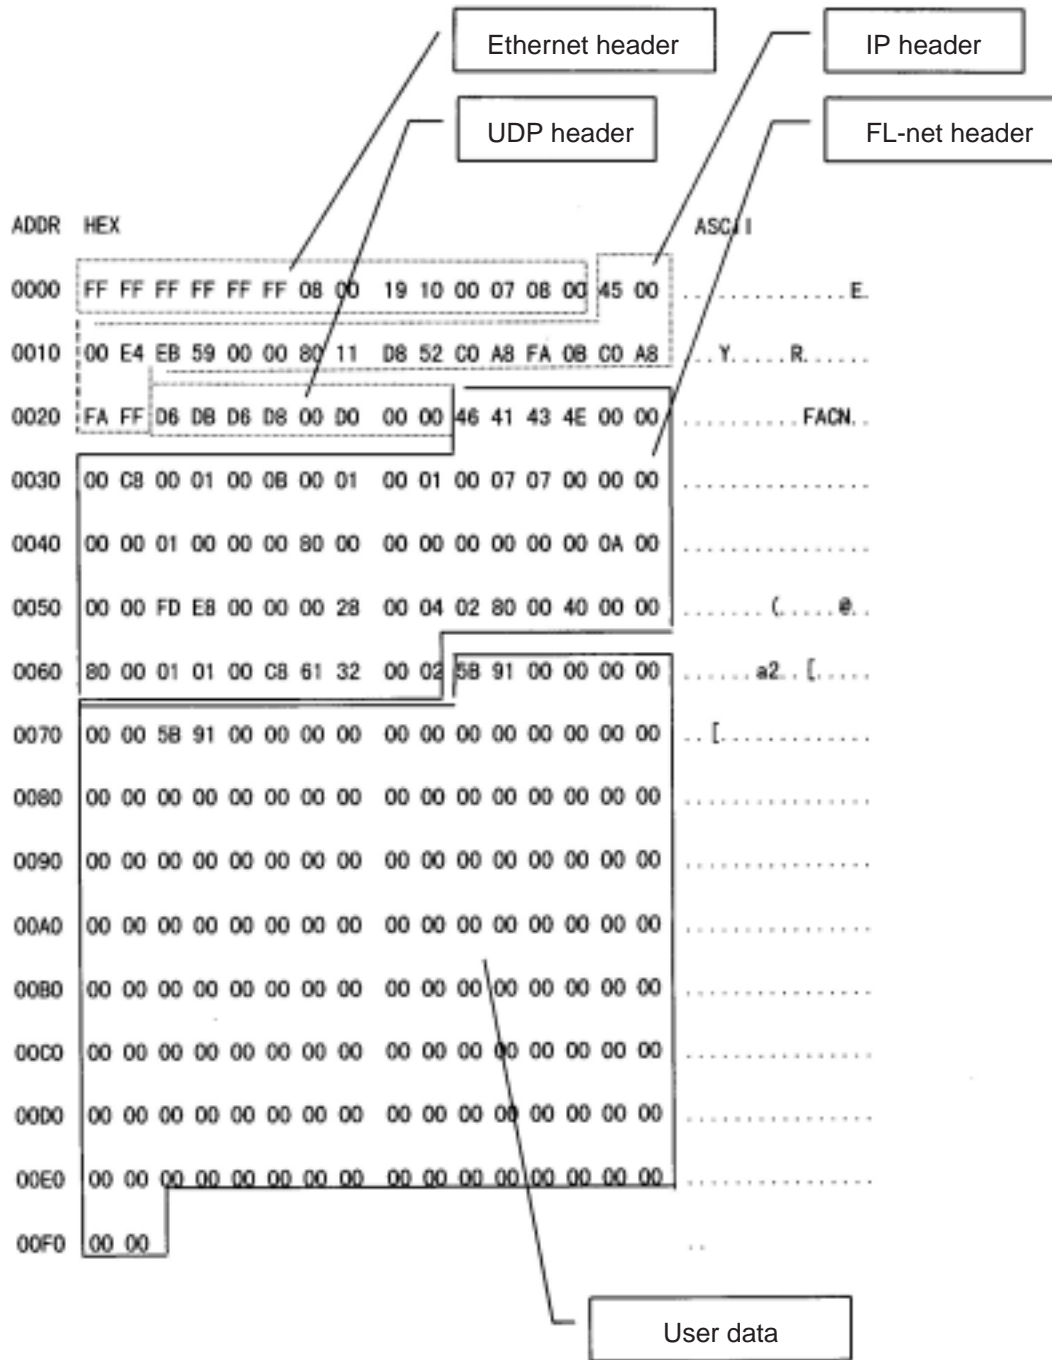 Ethernet header
IP header
UDP header
FL-net header
ADDR HEX ASCII
0000 FF FF FF FF FF FF 08 00 19 10 00 07 08 00 45 00 ..............E.
0010 00 E4 EB 59 00 00 80 11 D8 52 C0 A8 FA 0B C0 A8 ...Y.....R......
0020 FA FF D6 DB D6 D8 00 D0 00 00 46 41 43 4E 00 00 ..........FACN..
0030 00 C8 00 01 00 0B 00 01 00 01 00 07 07 00 00 00 ................
0040 00 00 01 00 00 00 80 00 00 00 00 00 00 00 0A 00 ................
0050 00 00 FD E8 00 00 00 28 00 04 02 80 00 40 00 00 .......(.....@..
0060 80 00 01 01 00 C8 61 32 00 02 5B 91 00 00 00 00 ......a2..[.....
0070 00 00 5B 91 00 00 00 00 00 00 00 00 00 00 00 00 ..[.............
0080 00 00 00 00 00 00 00 00 00 00 00 00 00 00 00 00 ................
0090 00 00 00 00 00 00 00 00 00 00 00 00 00 00 00 00 ................
00A0 00 00 00 00 00 00 00 00 00 00 00 00 00 00 00 00 ................
00B0 00 00 00 00 00 00 00 00 00 00 00 00 00 00 00 00 ................
00C0 00 00 00 00 00 00 00 00 00 00 00 00 00 00 00 00 ................
00D0 00 00 00 00 00 00 00 00 00 00 00 00 00 00 00 00 ................
00E0 00 00 00 00 00 00 00 00 00 00 00 00 00 00 00 00 ................
00F0 00 00 ..
User data